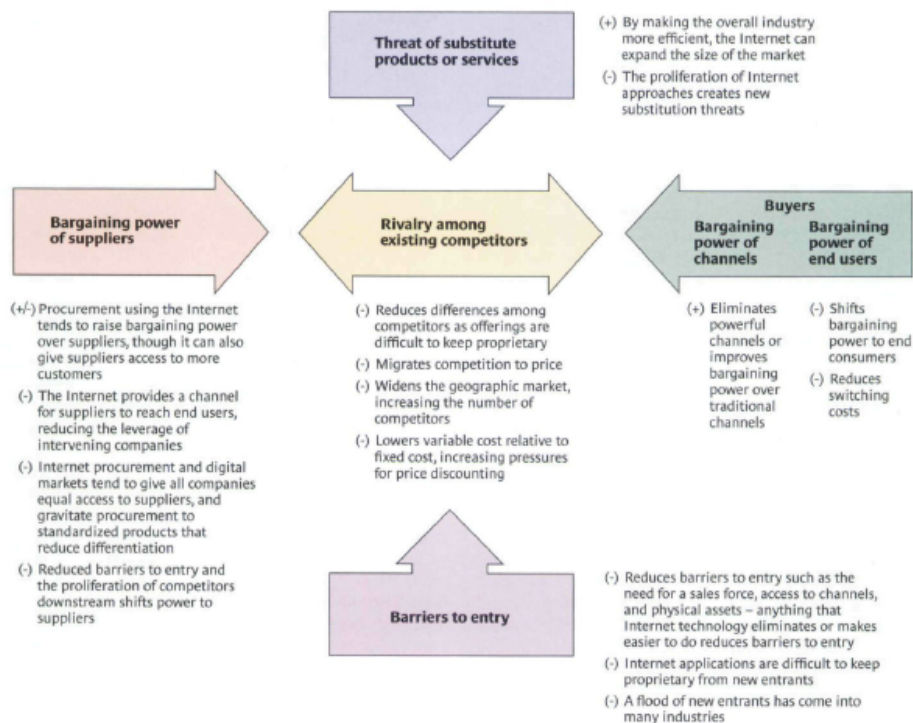 Threat of substitute
products or services
(+) By making the overall industry
more efficient, the Internet can
expand the size of the market
(-) The proliferation of Internet
approaches creates new
substitution threats
Bargaining power
of suppliers
Rivalry among
existing competitors
Buyers
Bargaining
power of
channels
Bargaining
power of
end users
(+/-) Procurement using the Internet
tends to raise bargaining power
over suppliers, though it can also
give suppliers access to more
customers
(-) The Internet provides a channel
for suppliers to reach end users,
reducing the leverage of
intervening companies
(-) Internet procurement and digital
markets tend to give all companies
equal access to suppliers, and
gravitate procurement to
standardized products that
reduce differentiation
(-) Reduced barriers to entry and
the proliferation of competitors
downstream shifts power to
suppliers
(-) Reduces differences among
competitors as offerings are
difficult to keep proprietary
(-) Migrates competition to price
(-) Widens the geographic market,
increasing the number of
competitors
(-) Lowers variable cost relative to
fixed cost, increasing pressures
for price discounting
(+) Eliminates
powerful
channels or
improves
bargaining
power over
traditional
channels
(-) Shifts
bargaining
power to end
consumers
(-) Reduces
switching
costs
Barriers to entry
(-) Reduces barriers to entry such as the
need for a sales force, access to channels,
and physical assets – anything that
Internet technology eliminates or makes
easier to do reduces barriers to entry
(-) Internet applications are difficult to keep
proprietary from new entrants
(-) A flood of new entrants has come into
many industries